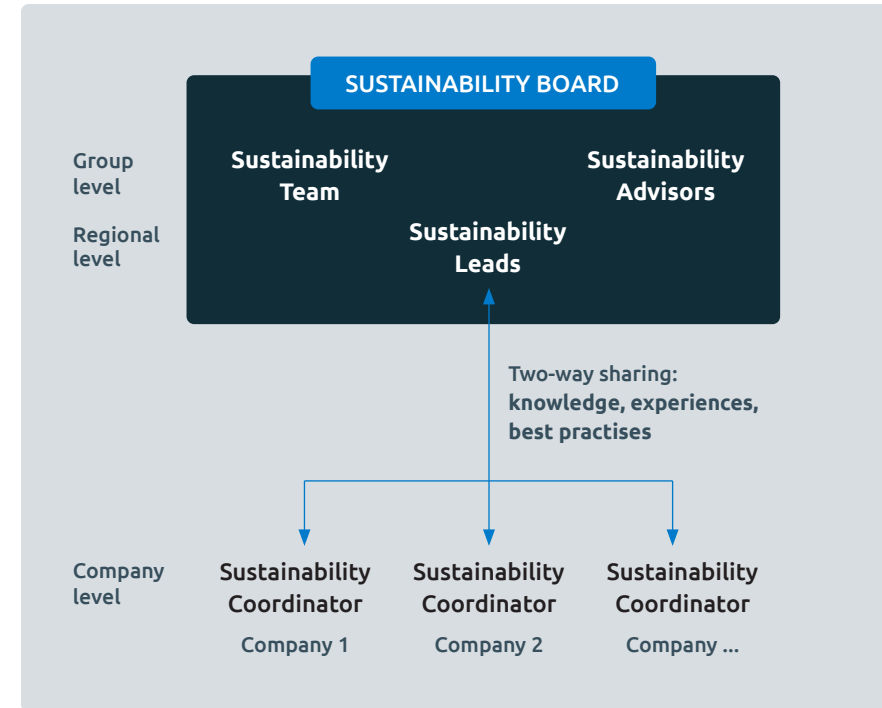 SUSTAINABILITY BOARD
Group
level
Sustainability
Team
Sustainability
Advisors
Regional
level
Sustainability
Leads
Two-way sharing:
knowledge, experiences,
best practises
Company
level
Sustainability
Coordinator
Company 1
Sustainability
Coordinator
Company 2
Sustainability
Coordinator
Company ...